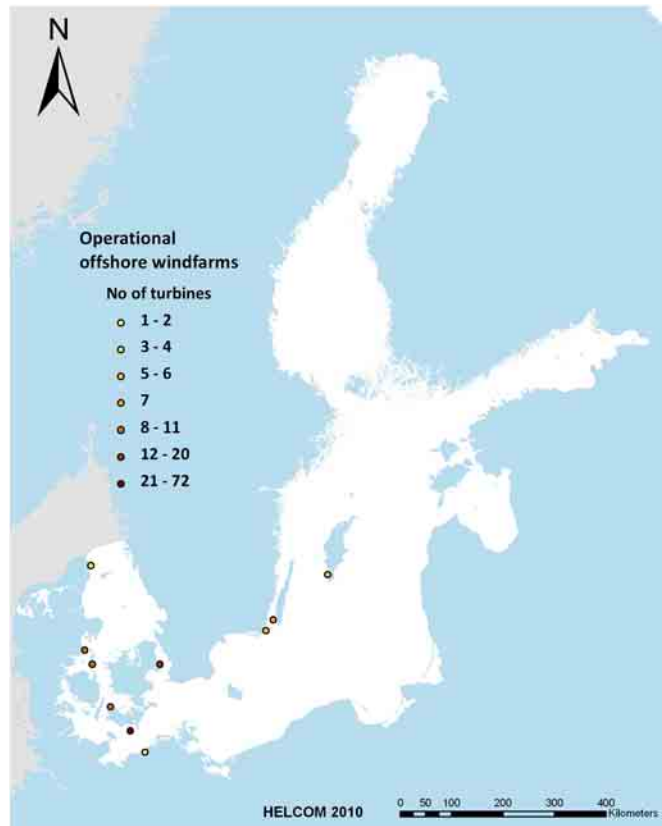 N
Operational
offshore windfarms
No of turbines
1 - 2
3 - 4
5 - 6
7
8 - 11
12 - 20
21 - 72
HELCOM 2010
0 50 100 200 300 400
Kilometers